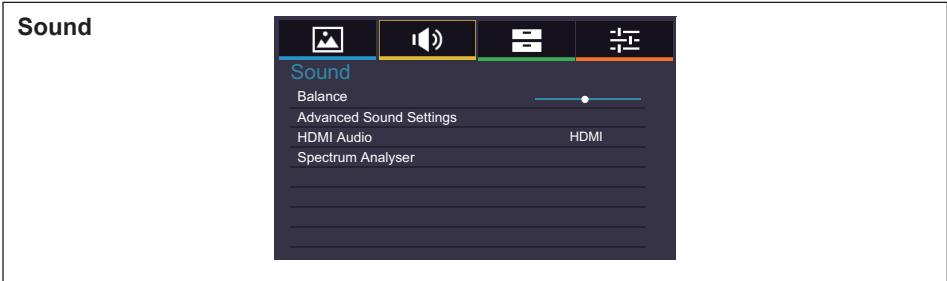 Sound
Sound
Balance
Advanced Sound Settings
HDMI Audio HDMI
Spectrum Analyser